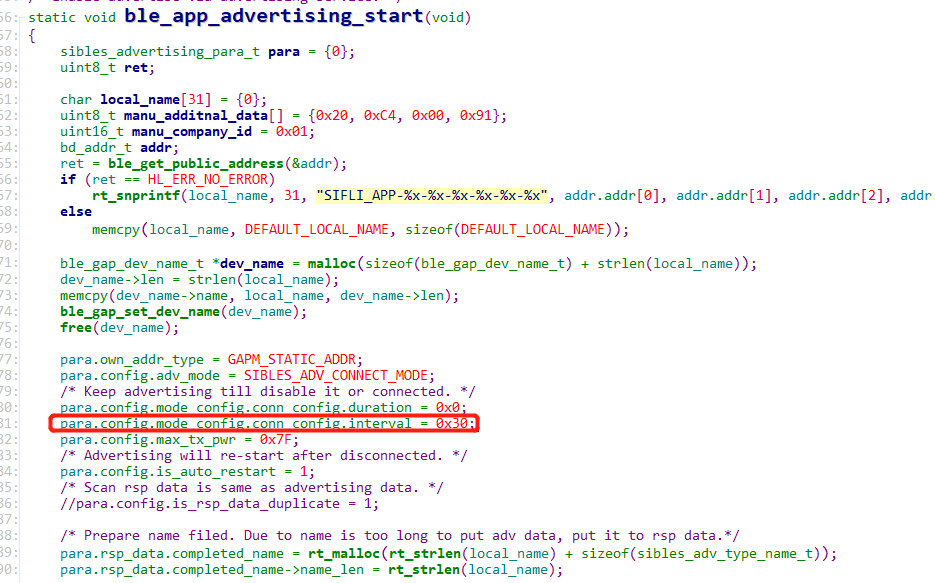 56: static void ble_app_advertising_start(void)
57: {
58: sibles_advertising_para_t para = {0};
59: uint8_t ret;
60:
61: char local_name[31] = {0};
62: uint8_t manu_additnal_data[] = {0x20, 0xC4, 0x00, 0x91};
63: uint16_t manu_company_id = 0x01;
64: bd_addr_t addr;
65: ret = ble_get_public_address(&addr);
66: if (ret == HL_ERR_NO_ERROR)
67: rt_snprintf(local_name, 31, "SIFLI_APP-%x-%x-%x-%x-%x-%x", addr.addr[0], addr.addr[1], addr.addr[2], addr
68: else
69: memcpy(local_name, DEFAULT_LOCAL_NAME, sizeof(DEFAULT_LOCAL_NAME));
70:
71: ble_gap_dev_name_t *dev_name = malloc(sizeof(ble_gap_dev_name_t) + strlen(local_name));
72: dev_name->len = strlen(local_name);
73: memcpy(dev_name->name, local_name, dev_name->len);
74: ble_gap_set_dev_name(dev_name);
75: free(dev_name);
76:
77: para.own_addr_type = GAPM_STATIC_ADDR;
78: para.config.adv_mode = SIBLES_ADV_CONNECT_MODE;
79: /* Keep advertising till disable it or connected. */
80: para.config.mode_config.conn_config.duration = 0x0;
81: para.config.mode_config.conn_config.interval = 0x30;
82: para.config.max_tx_pwr = 0x7F;
83: /* Advertising will re-start after disconnected. */
84: para.config.is_auto_restart = 1;
85: /* Scan rsp data is same as advertising data. */
86: //para.config.is_rsp_data_duplicate = 1;
87:
88: /* Prepare name filed. Due to name is too long to put adv data, put it to rsp data.*/
89: para.rsp_data.completed_name = rt_malloc(rt_strlen(local_name) + sizeof(sibles_adv_type_name_t));
90: para.rsp_data.completed_name->name_len = rt_strlen(local_name);